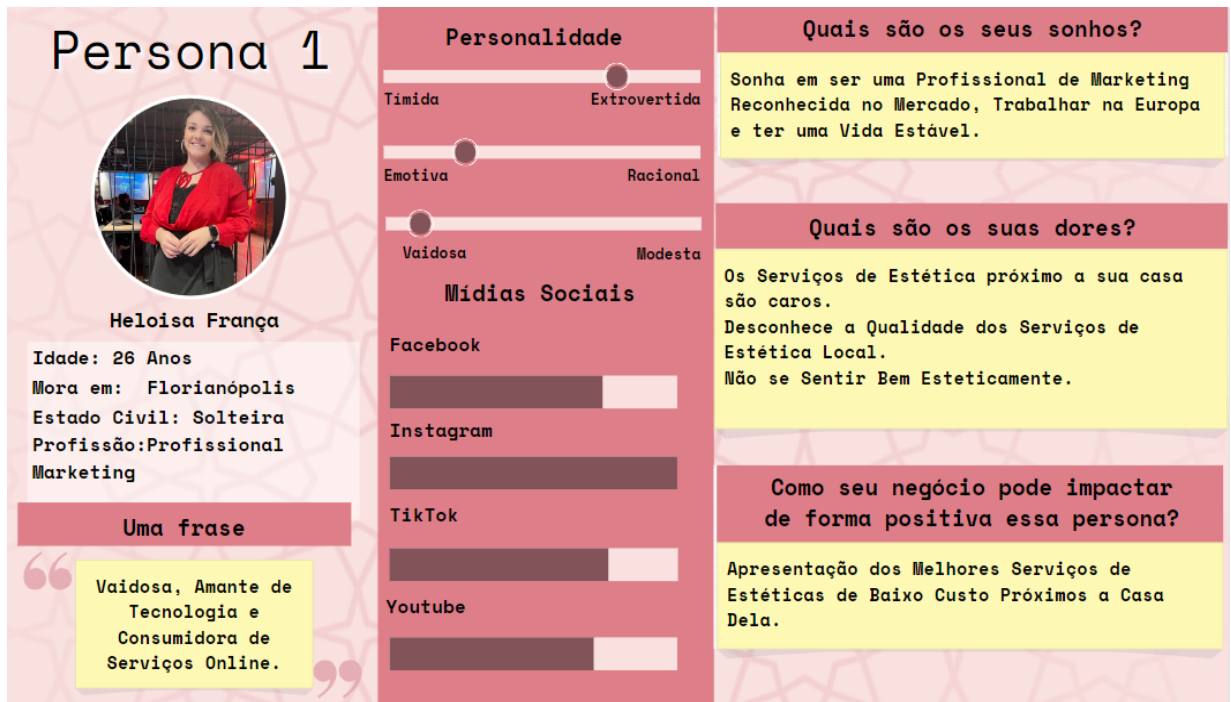 Persona 1
Heloisa França
Idade: 26 Anos
Mora em: Florianópolis
Estado Civil: Solteira
Profissão:Profissional
Marketing
Uma frase
Vaidosa, Amante de
Tecnologia e
Consumidora de
Serviços Online.
Personalidade
Tímida Extrovertida
Emotiva Racional
Vaidosa Modesta
Mídias Sociais
Facebook
Instagram
TikTok
Youtube
Quais são os seus sonhos?
Sonha em ser uma Profissional de Marketing
Reconhecida no Mercado, Trabalhar na Europa
e ter uma Vida Estável.
Quais são os suas dores?
Os Serviços de Estética próximo a sua casa
são caros.
Desconhece a Qualidade dos Serviços de
Estética Local.
Não se Sentir Bem Esteticamente.
Como seu negócio pode impactar
de forma positiva essa persona?
Apresentação dos Melhores Serviços de
Estéticas de Baixo Custo Próximos a Casa
Dela.